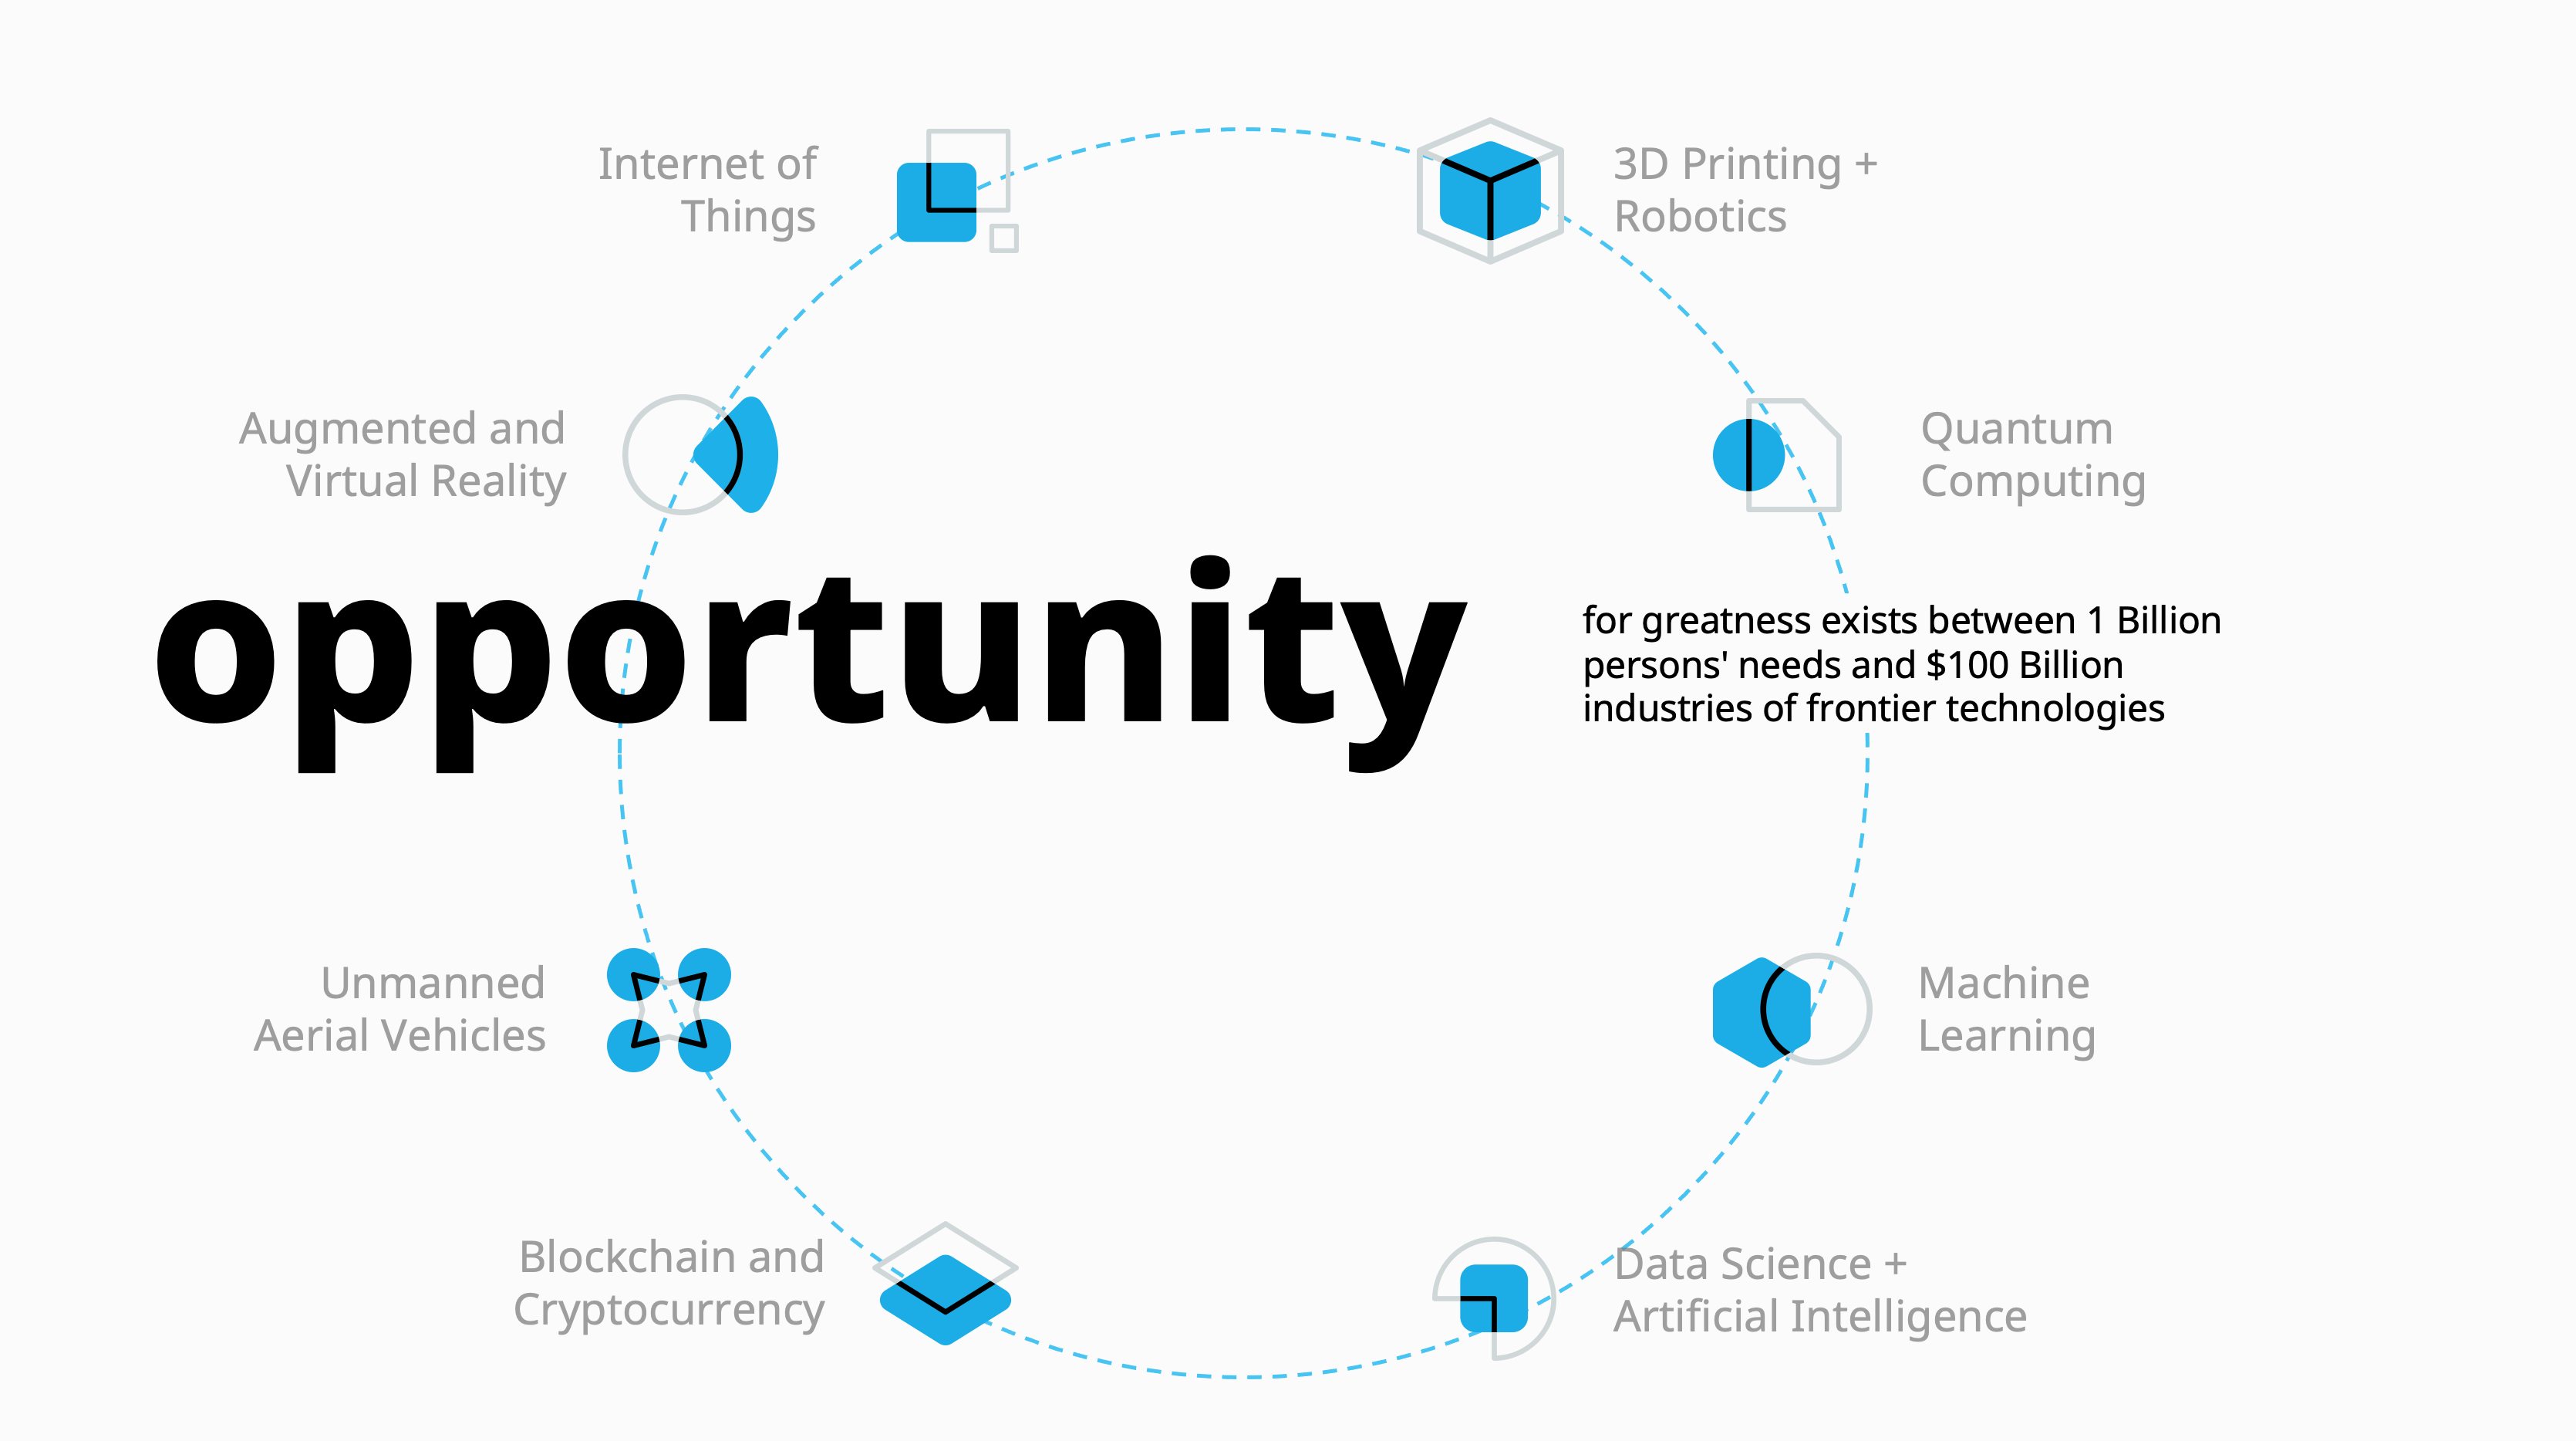 Internet of
Things
3D Printing +
Robotics
Augmented and
Virtual Reality
Quantum
Computing
opportunity
for greatness exists between 1 Billion
persons' needs and $100 Billion
industries of frontier technologies
Unmanned
Aerial Vehicles
Machine
Learning
Blockchain and
Cryptocurrency
Data Science +
Artificial Intelligence